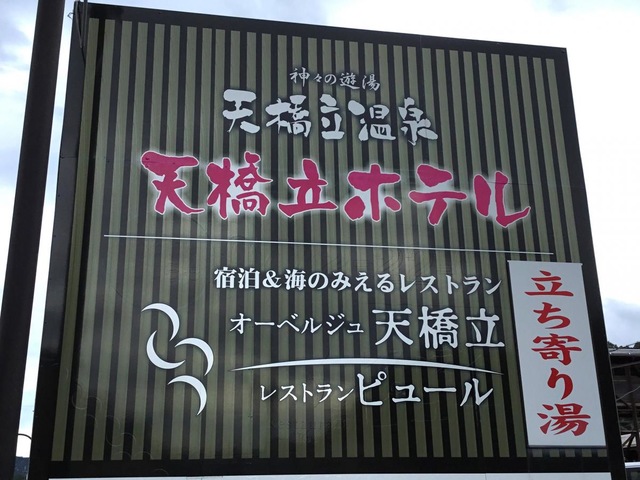 神々の遊湯
天橋立温泉
天橋立ホテル
宿泊&海のみえるレストラン
オーベルジュ 天橋立
レストランピュール
立ち寄り湯